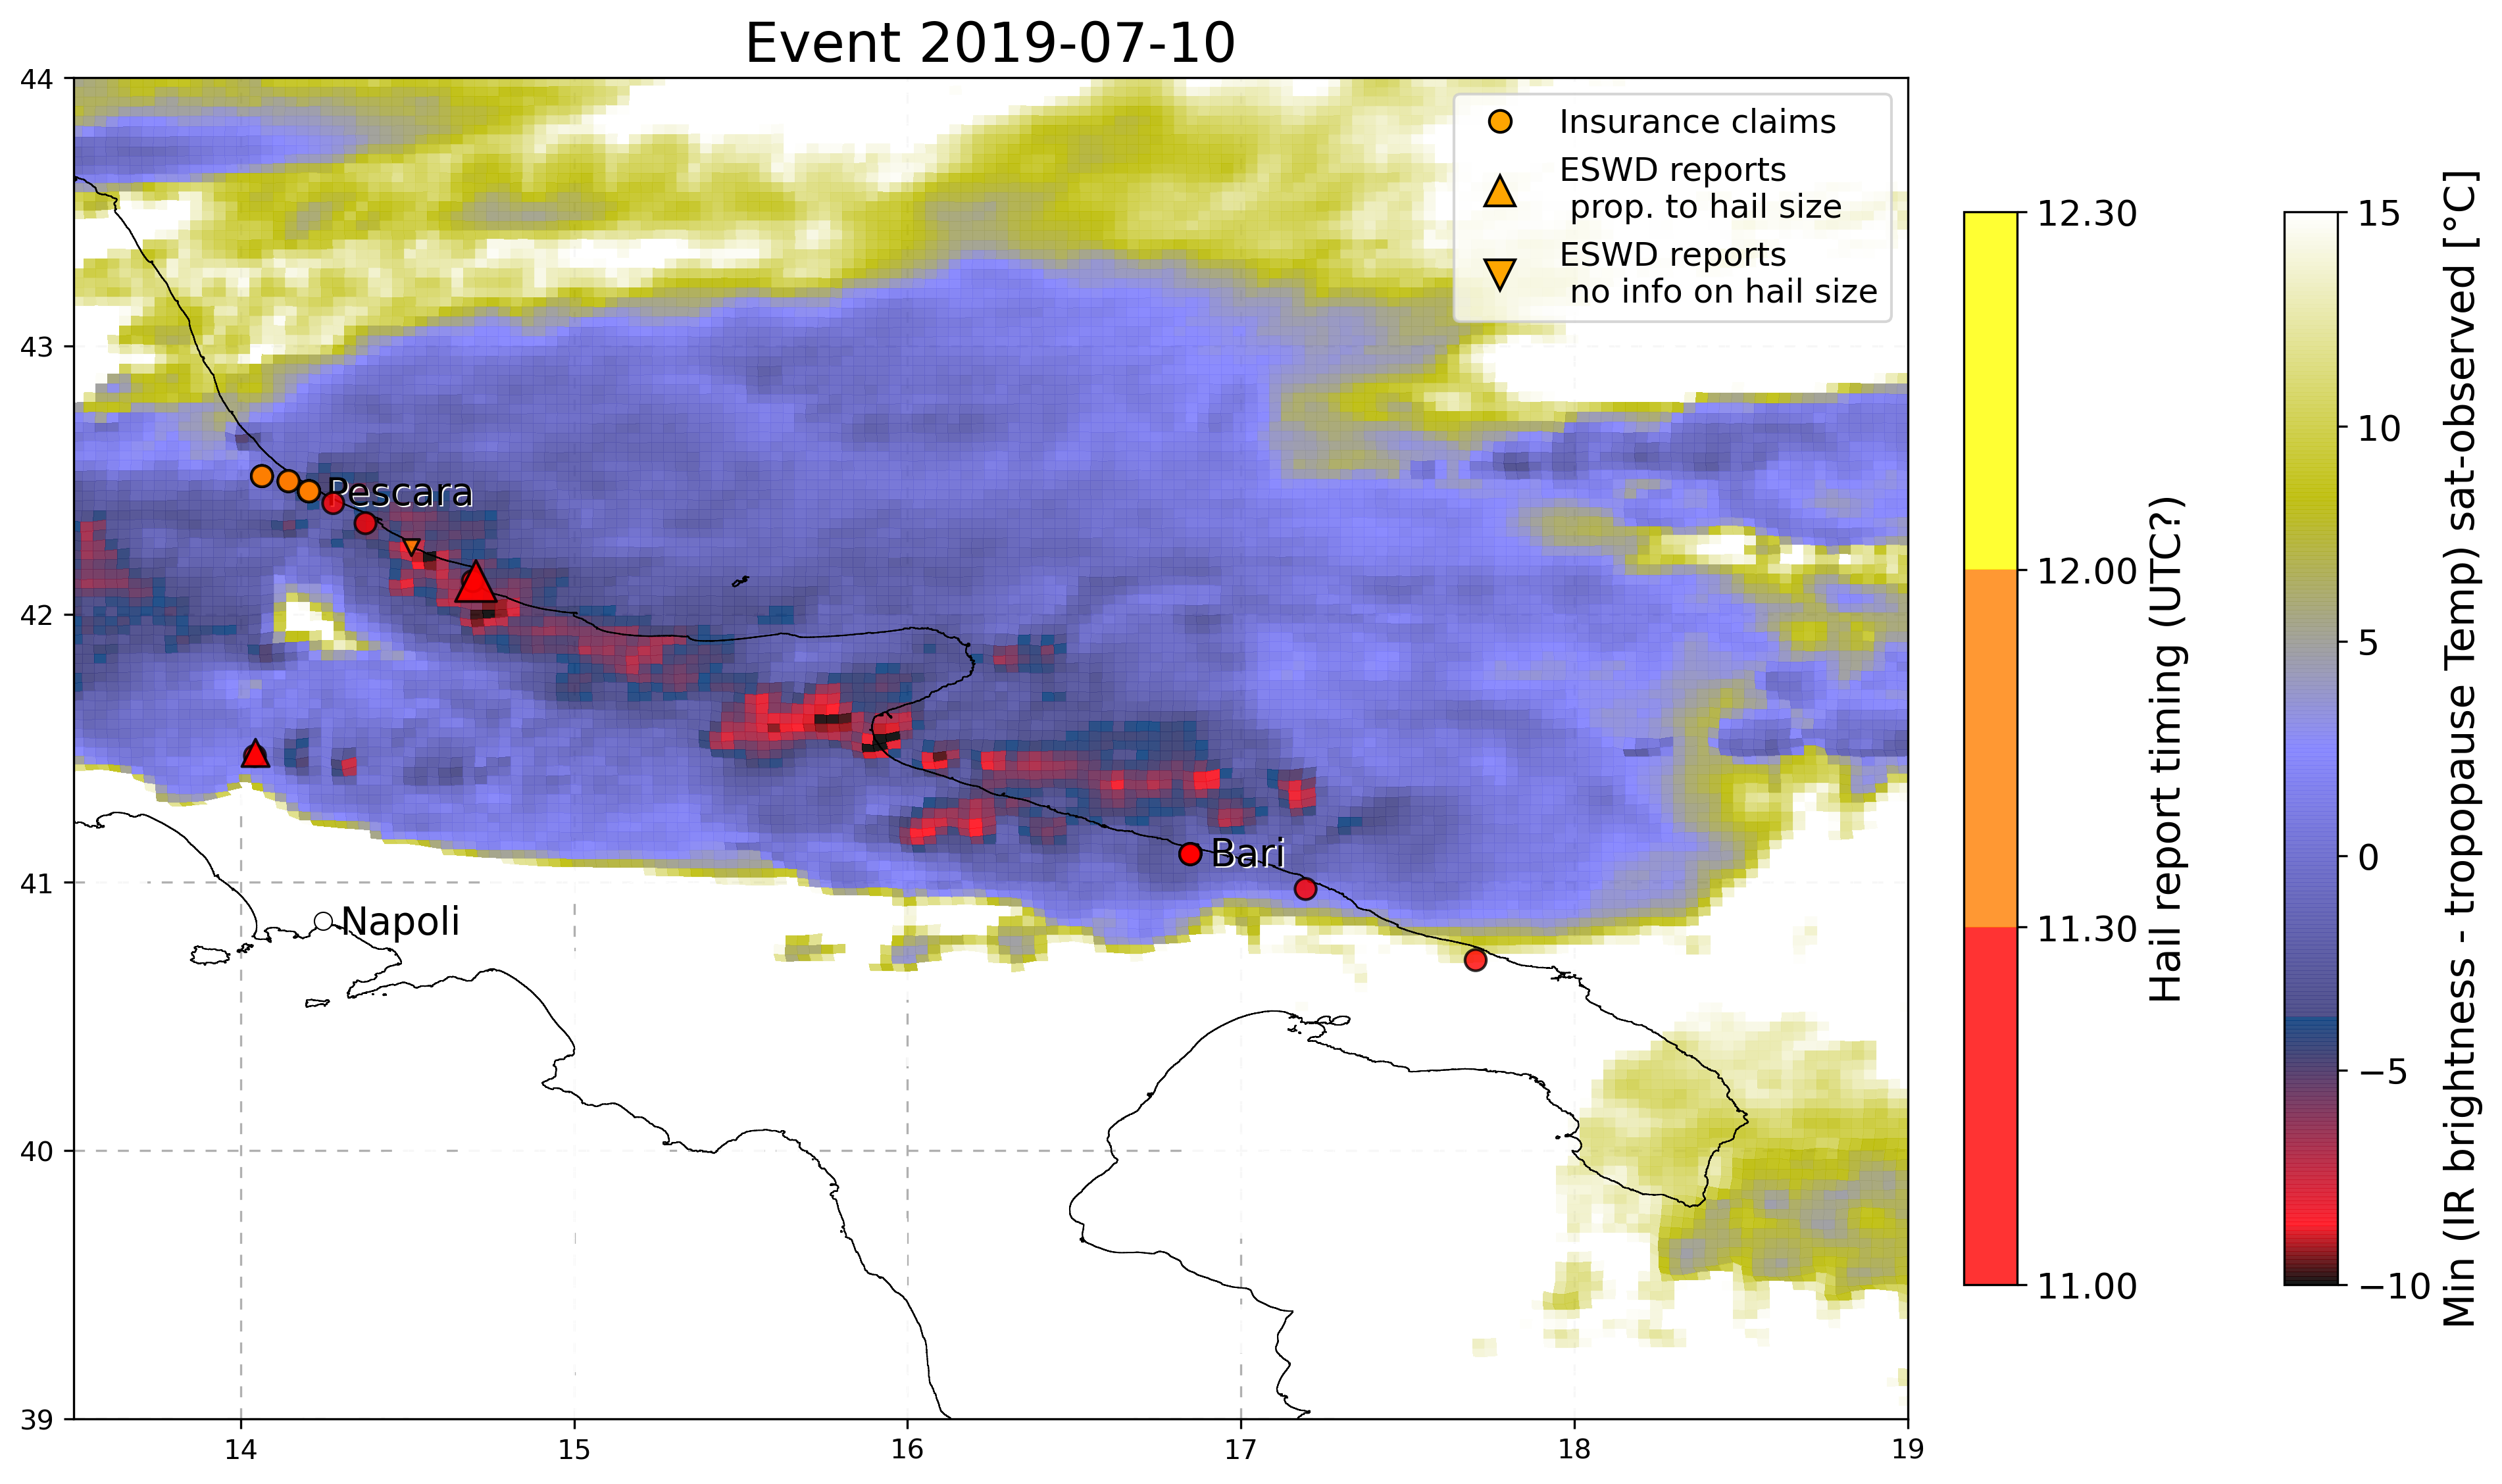 Event 2019-07-10
44
43
42
41
40
39
14
15
16
17
18
19
Insurance claims
ESWD reports
prop. to hail size
ESWD reports
no info on hail size
Pescara
Bari
Napoli
12.30
12.00
11.30
11.00
Hail report timing (UTC?)
15
10
5
0
−5
−10
Min (IR brightness - tropopause Temp) sat-observed [°C]